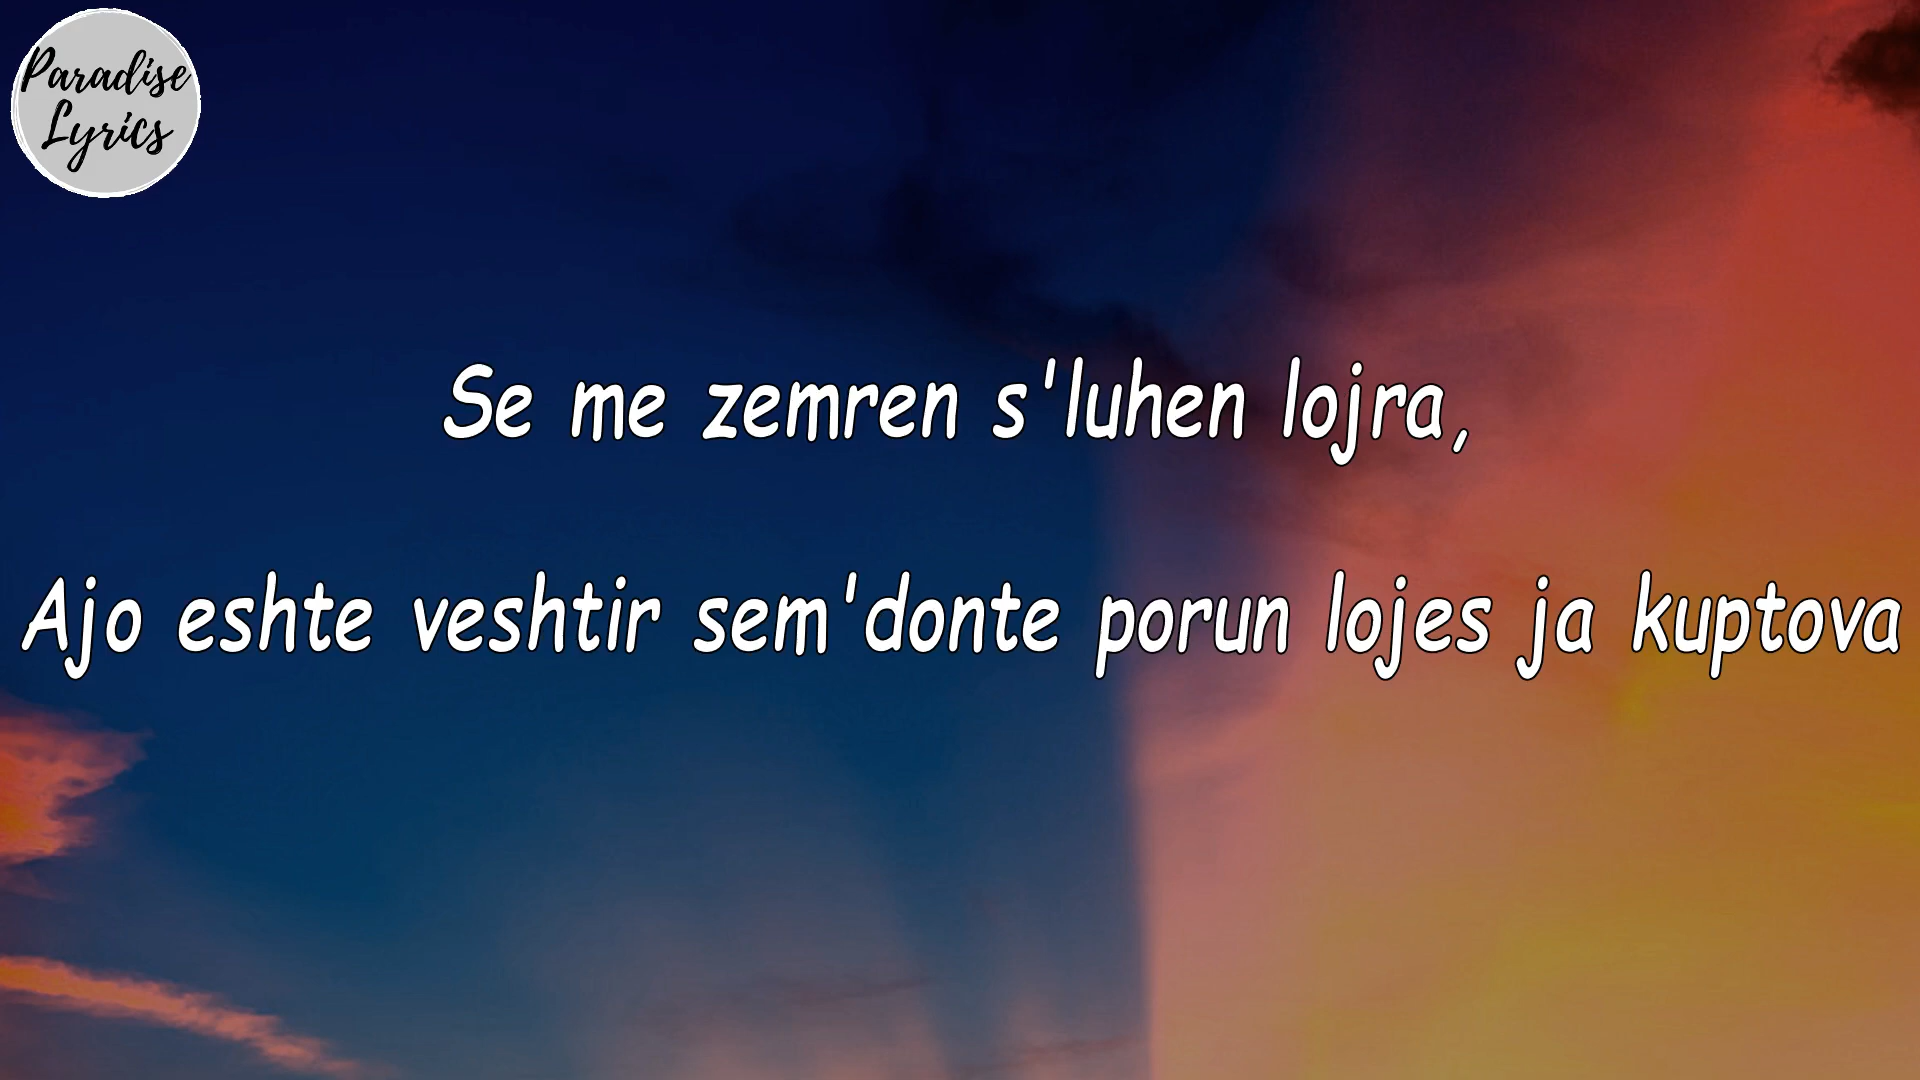 Paradise
Lyrics
Se me zemren s'luhen lojra,
Ajo eshte veshtir sem'donte porun lojes ja kuptova